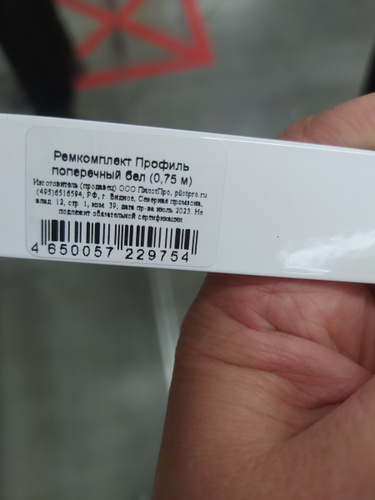 Ремкомплект Профиль
поперечный бел (0,75 м)
Изготовитель (продавец) ООО ПилотПро, pilotpro.ru
(495)6516594, РФ, г. Видное, Северная промзона,
влад. 12, стр. 1, ком. 39, дата пр-ва июль 2023. Не
подлежит обязательной сертификации
4 650057 229754